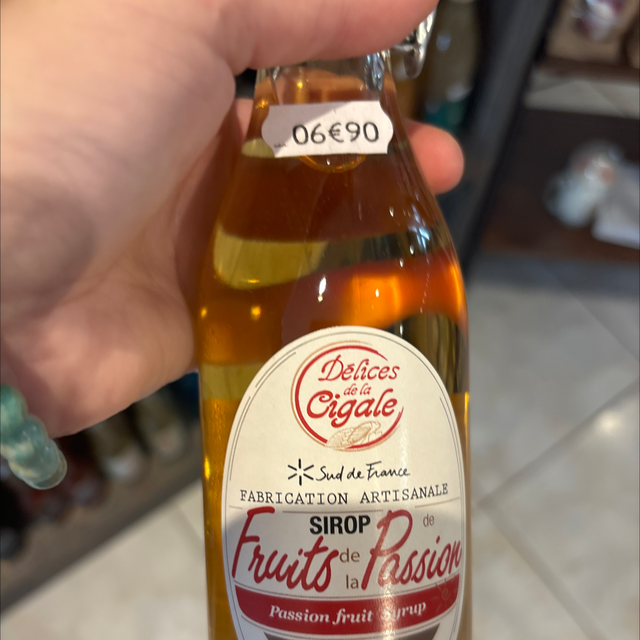 06€90
Délices
de la
Cigale
Sud de France
FABRICATION ARTISANALE
SIROP de
Fruits de la Passion
Passion fruit Syrup